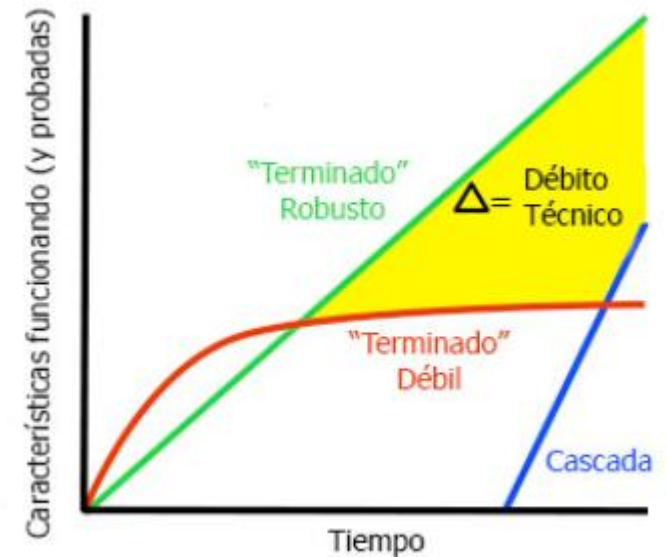 Características funcionando (y probadas)
"Terminado"
Robusto
Δ= Débito
Técnico
"Terminado"
Débil
Cascada
Tiempo